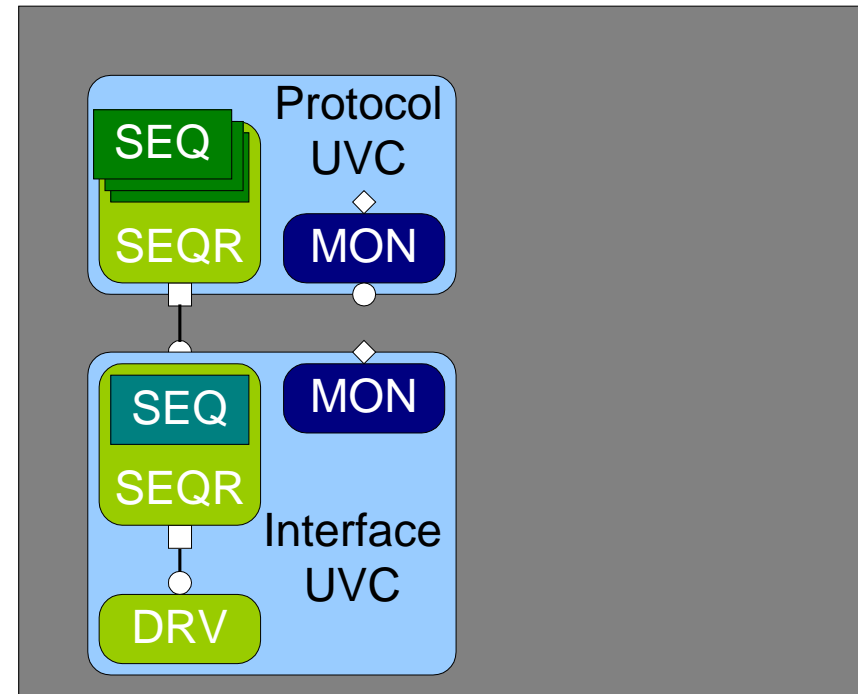 Protocol
UVC
SEQ
SEQR
MON
SEQ
MON
SEQR
Interface
UVC
DRV